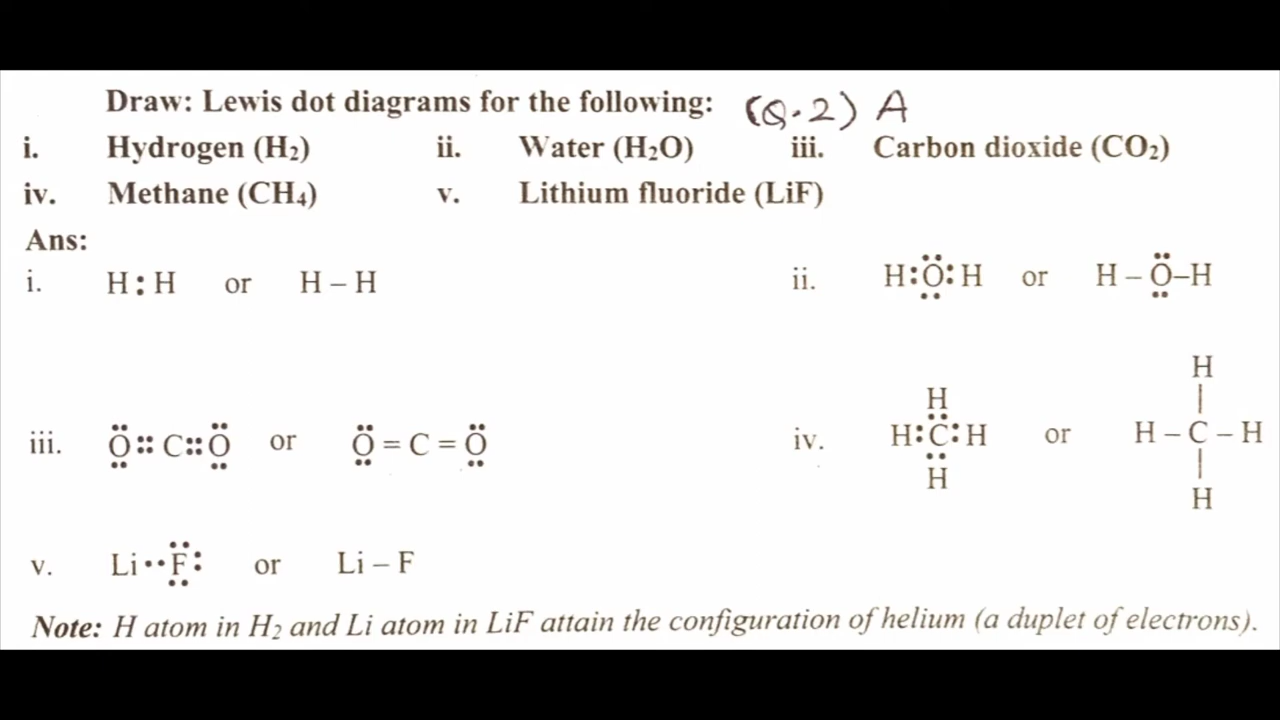 Draw: Lewis dot diagrams for the following: (Q.2) A
i. Hydrogen (H₂) ii. Water (H₂O) iii. Carbon dioxide (CO₂)
iv. Methane (CH₄) v. Lithium fluoride (LiF)
Ans:
i. H : H or H – H ii. H:Ö:H or H – Ö – H
H
H
iii. Ö :: C :: Ö or Ö = C = Ö iv. H:C:H or H – C – H
H
H
v. Li ·· F : or Li – F
Note: H atom in H₂ and Li atom in LiF attain the configuration of helium (a duplet of electrons).